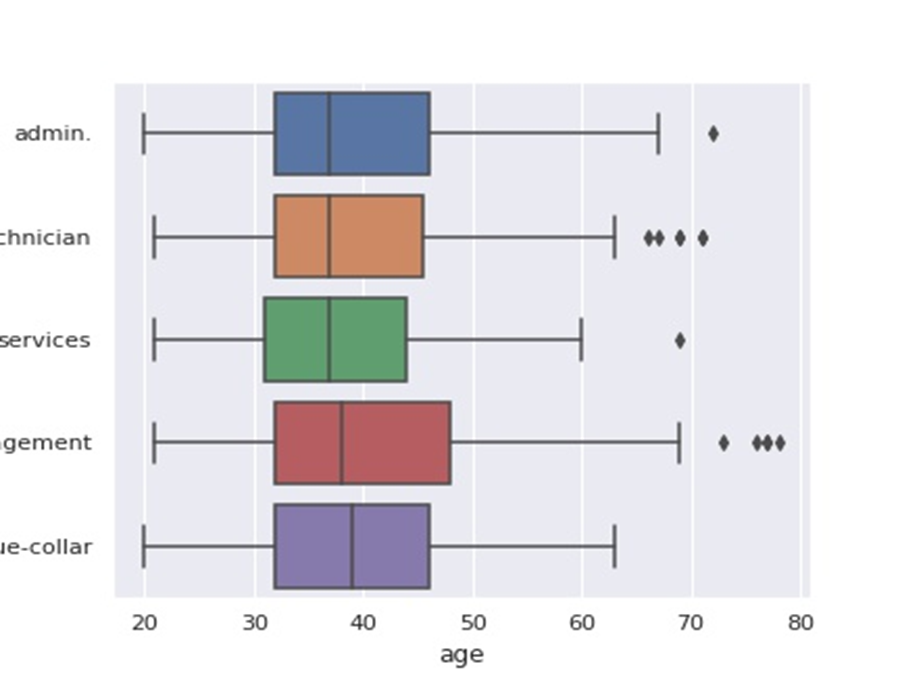 admin.
chnician
services
agement
ue-collar
20 30 40 50 60 70 80
age